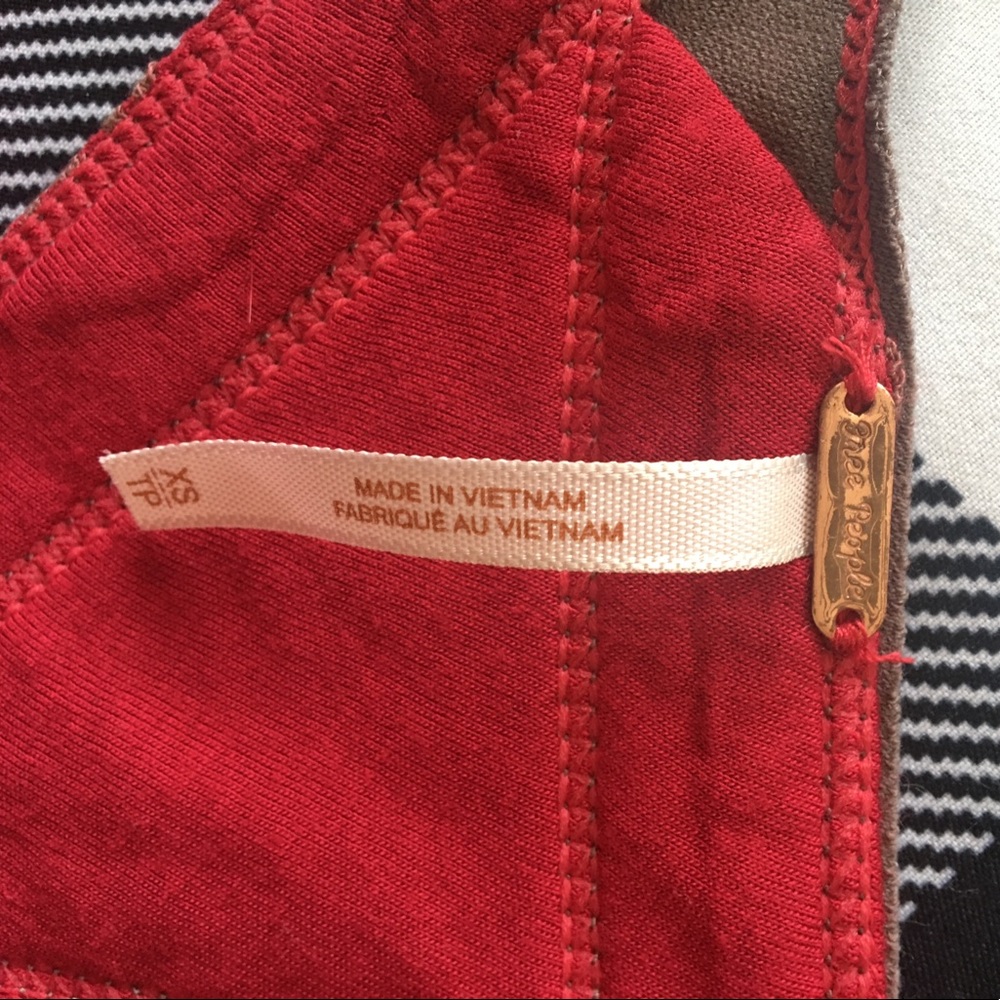 XS
TP
MADE IN VIETNAM
FABRIQUÉ AU VIETNAM
Free People